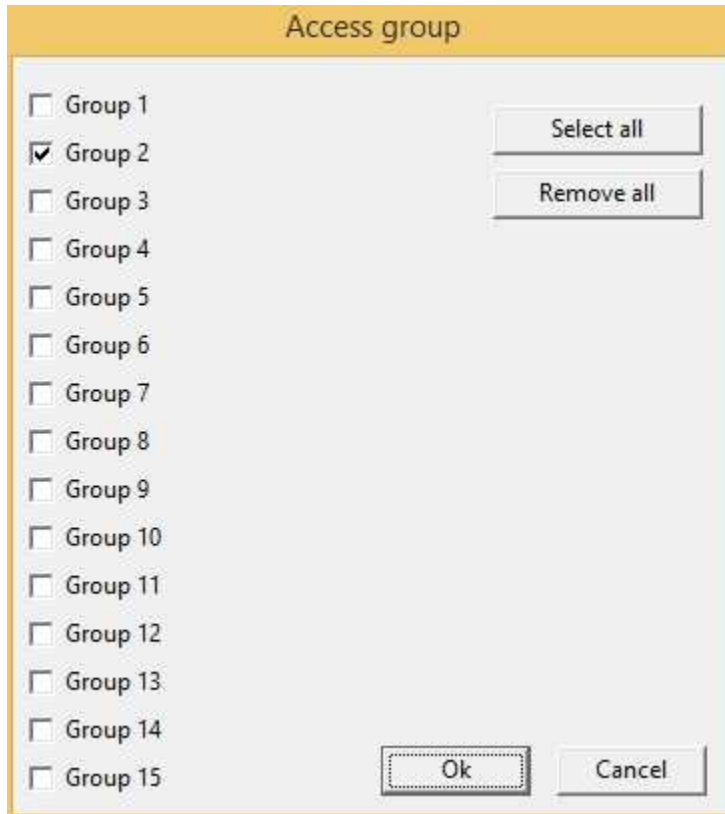 Access group
Group 1
Group 2
Group 3
Group 4
Group 5
Group 6
Group 7
Group 8
Group 9
Group 10
Group 11
Group 12
Group 13
Group 14
Group 15
Select all
Remove all
Ok
Cancel